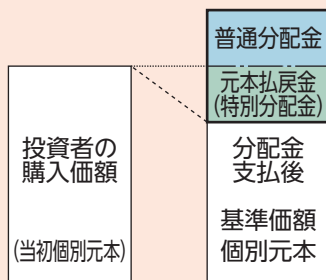 普通分配金
元本払戻金
(特別分配金)
投資者の
購入価額
(当初個別元本)
分配金
支払後
基準価額
個別元本